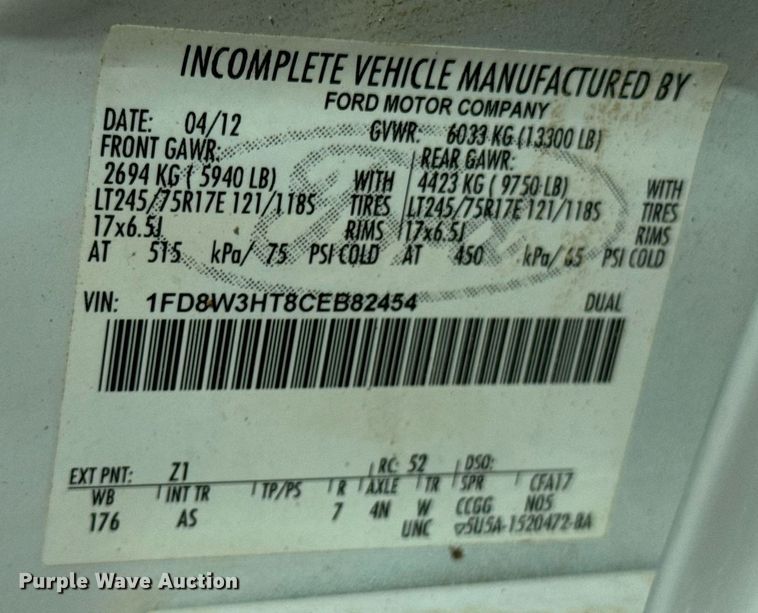 INCOMPLETE VEHICLE MANUFACTURED BY
FORD MOTOR COMPANY
DATE: 04/12 GVWR: 6033 KG (13300 LB)
FRONT GAWR: REAR GAWR:
2694 KG ( 5940 LB) WITH 4423 KG ( 9750 LB) WITH
LT245/75R17E 121/118S TIRES LT245/75R17E 121/118S TIRES
17x6.5J RIMS 17x6.5J RIMS
AT 515 kPa/ 75 PSI COLD AT 450 kPa/ 65 PSI COLD
VIN: 1FD8W3HT8CEB82454 DUAL
EXT PNT: Z1 RC: 52 DSO:
WB INT TR TP/PS R AXLE TR SPR CFA17
176 AS 7 4N W CCGG N05
UNC 5U5A-1520472-BA
Purple Wave Auction